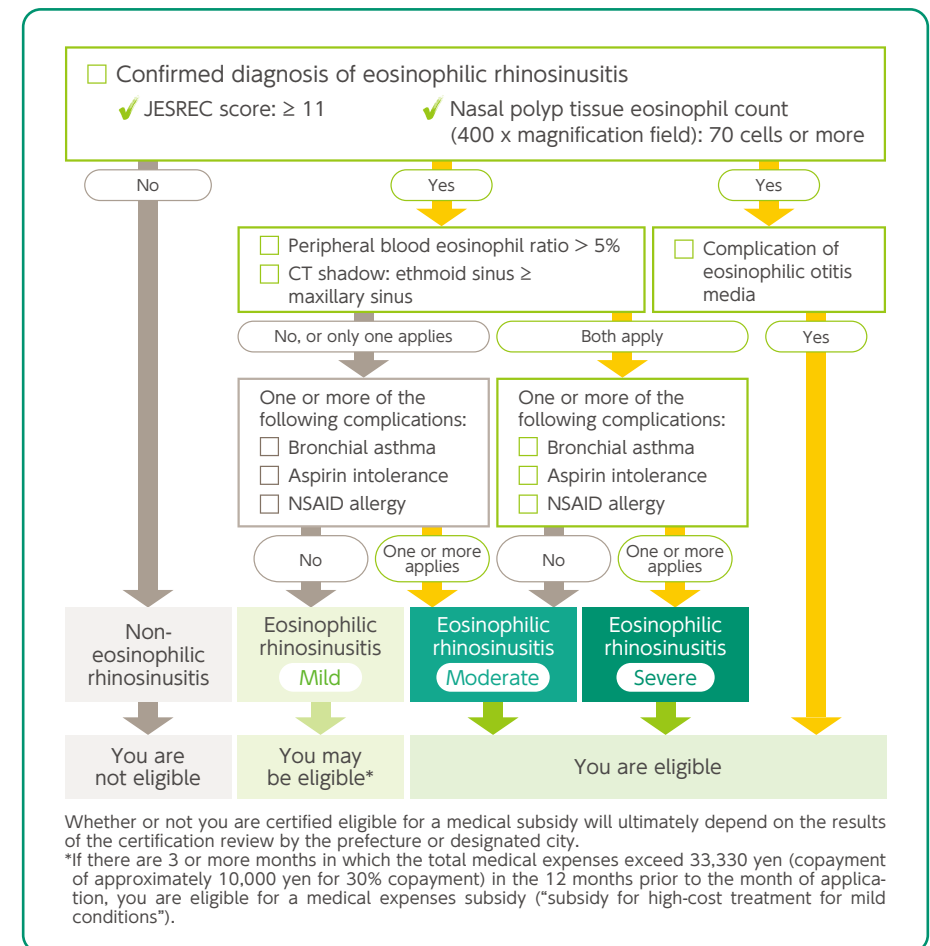 Confirmed diagnosis of eosinophilic rhinosinusitis
JESREC score: ≥ 11
Nasal polyp tissue eosinophil count
(400 x magnification field): 70 cells or more
No
Yes
Yes
Peripheral blood eosinophil ratio > 5%
CT shadow: ethmoid sinus ≥
maxillary sinus
Complication of
eosinophilic otitis
media
No, or only one applies
Both apply
Yes
One or more of the
following complications:
Bronchial asthma
Aspirin intolerance
NSAID allergy
One or more of the
following complications:
Bronchial asthma
Aspirin intolerance
NSAID allergy
No
One or more
applies
No
One or more
applies
Non-
eosinophilic
rhinosinusitis
Eosinophilic
rhinosinusitis
Mild
Eosinophilic
rhinosinusitis
Moderate
Eosinophilic
rhinosinusitis
Severe
You are
not eligible
You may
be eligible*
You are eligible
Whether or not you are certified eligible for a medical subsidy will ultimately depend on the results
of the certification review by the prefecture or designated city.
*If there are 3 or more months in which the total medical expenses exceed 33,330 yen (copayment
of approximately 10,000 yen for 30% copayment) in the 12 months prior to the month of applica-
tion, you are eligible for a medical expenses subsidy (“subsidy for high-cost treatment for mild
conditions”).